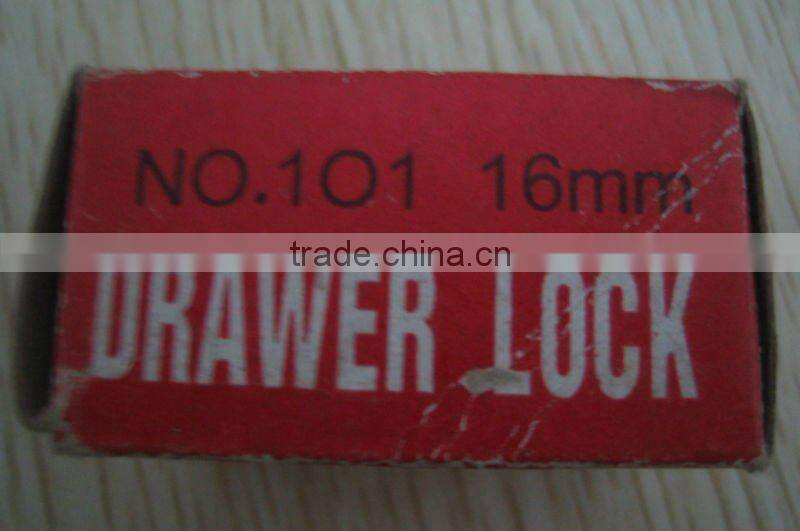 NO.101 16mm
trade.china.cn
DRAWER LOCK